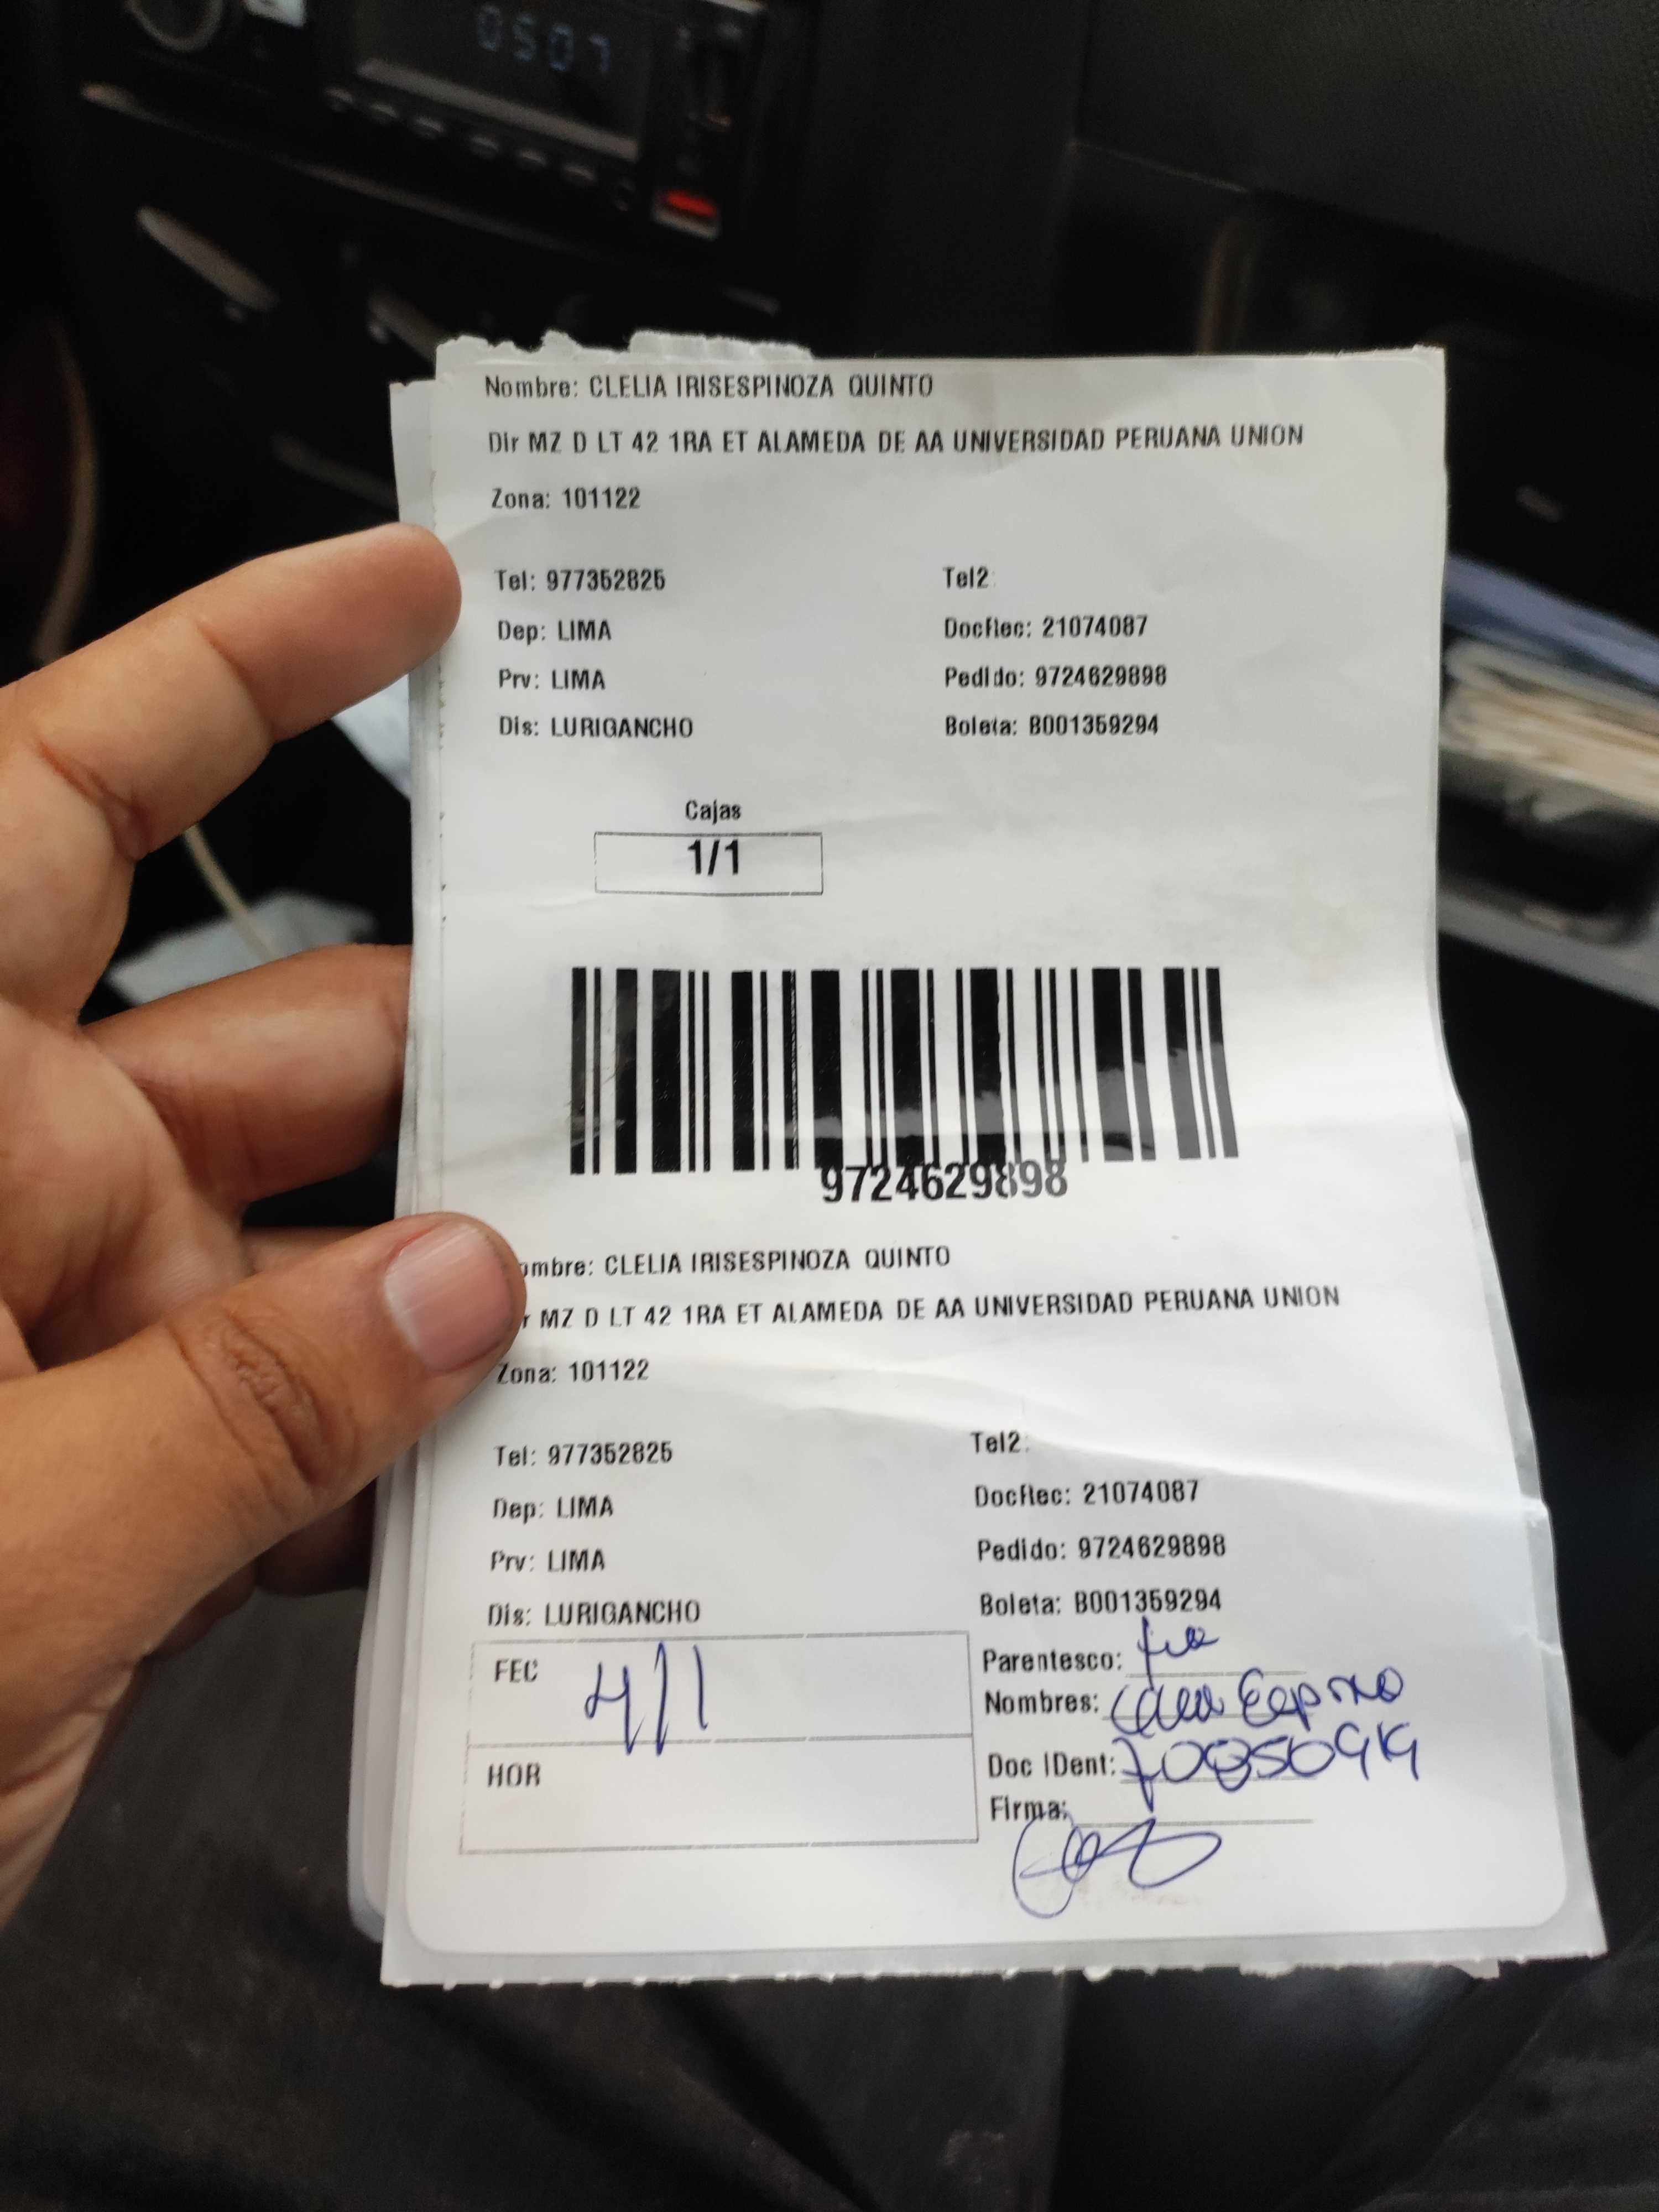 0507
Nombre: CLELIA IRISESPINOZA QUINTO
Dir MZ D LT 42 1RA ET ALAMEDA DE AA UNIVERSIDAD PERUANA UNION
Zona: 101122
Tel: 977352825 Tel2:
Dep: LIMA DocRec: 21074087
Prv: LIMA Pedido: 9724629898
Dis: LURIGANCHO Boleta: B001359294
Cajas
1/1
9724629898
ombre: CLELIA IRISESPINOZA QUINTO
r MZ D LT 42 1RA ET ALAMEDA DE AA UNIVERSIDAD PERUANA UNION
Zona: 101122
Tel: 977352825 Tel2:
Dep: LIMA DocRec: 21074087
Prv: LIMA Pedido: 9724629898
Dis: LURIGANCHO Boleta: B001359294
FEC 4/1
Parentesco:
Nombres:
HOR
Doc IDent:
Firma: